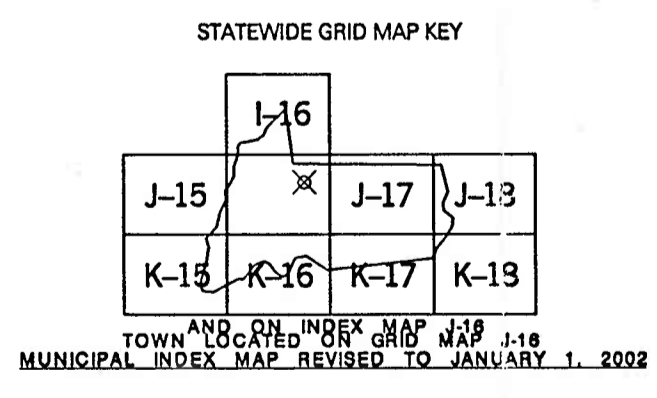 STATEWIDE GRID MAP KEY
I-16
J-15 J-17 J-18
K-15 K-16 K-17 K-18
AND ON INDEX MAP J-16
TOWN LOCATED ON GRID MAP J-16
MUNICIPAL INDEX MAP REVISED TO JANUARY 1, 2002